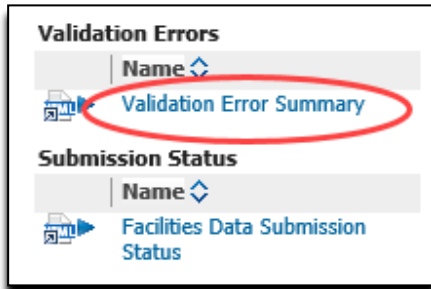 Validation Errors
Name
Validation Error Summary
Submission Status
Name
Facilities Data Submission
Status